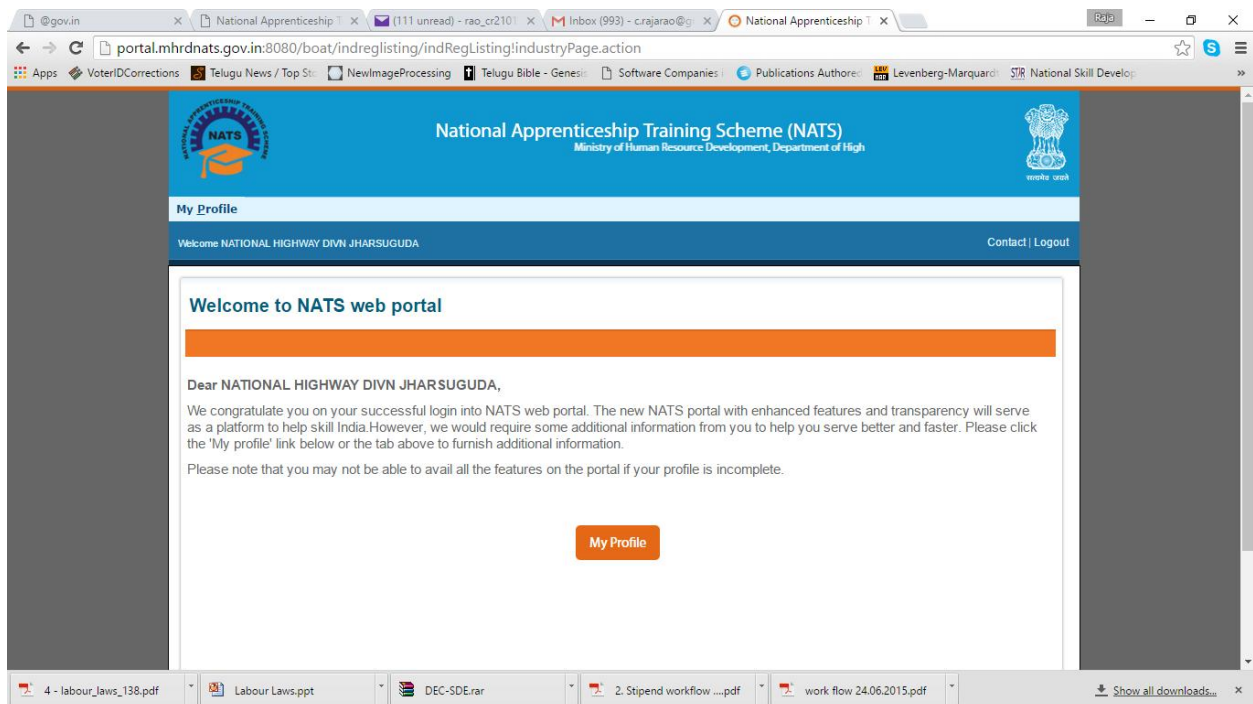 @gov.in
National Apprenticeship T
(111 unread) - rao_cr2101
Inbox (993) - c.rajarao@g
National Apprenticeship T
Raja
portal.mhrdnats.gov.in:8080/boat/indreglisting/indRegListing!industryPage.action
Apps VoterIDCorrections Telugu News / Top Sto NewImageProcessing Telugu Bible - Genesis Software Companies i Publications Authored Levenberg-Marquardt National Skill Develop
NATS
National Apprenticeship Training Scheme (NATS)
Ministry of Human Resource Development, Department of High
सत्यमेव जयते
My Profile
Welcome NATIONAL HIGHWAY DIVN JHARSUGUDA
Contact | Logout
Welcome to NATS web portal
Dear NATIONAL HIGHWAY DIVN JHARSUGUDA,
We congratulate you on your successful login into NATS web portal. The new NATS portal with enhanced features and transparency will serve
as a platform to help skill India.However, we would require some additional information from you to help you serve better and faster. Please click
the 'My profile' link below or the tab above to furnish additional information.
Please note that you may not be able to avail all the features on the portal if your profile is incomplete.
My Profile
4 - labour_laws_138.pdf
Labour Laws.ppt
DEC-SDE.rar
2. Stipend workflow ....pdf
work flow 24.06.2015.pdf
Show all downloads...